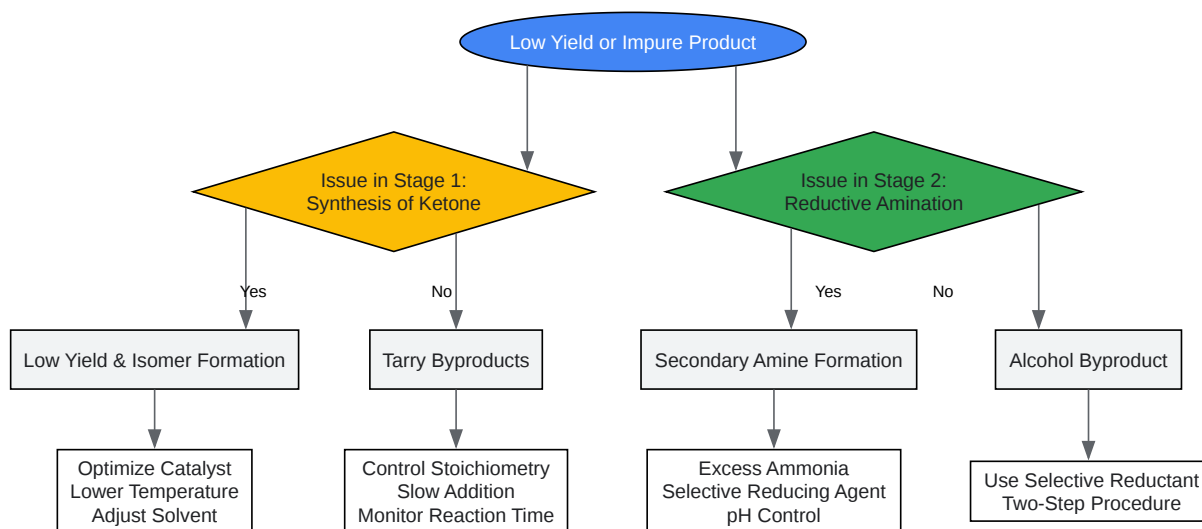 Low Yield or Impure Product
Issue in Stage 1:
Synthesis of Ketone
Issue in Stage 2:
Reductive Amination
Yes
No
Yes
No
Low Yield & Isomer Formation
Tarry Byproducts
Secondary Amine Formation
Alcohol Byproduct
Optimize Catalyst
Lower Temperature
Adjust Solvent
Control Stoichiometry
Slow Addition
Monitor Reaction Time
Excess Ammonia
Selective Reducing Agent
pH Control
Use Selective Reductant
Two-Step Procedure